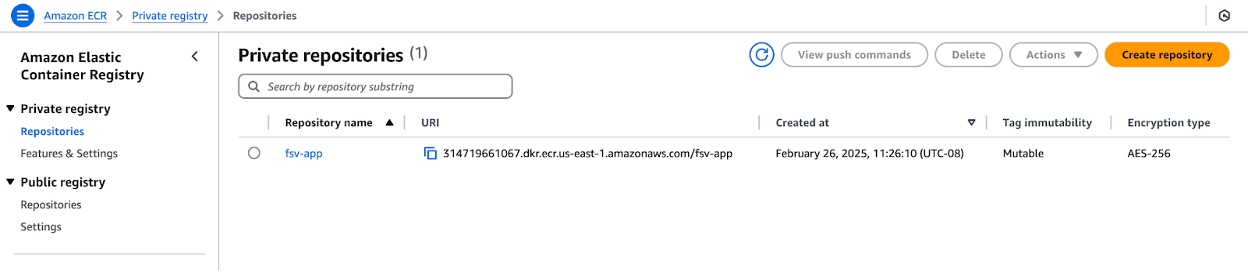 Amazon ECR > Private registry > Repositories
Amazon Elastic
Container Registry
Private registry
Repositories
Features & Settings
Public registry
Repositories
Settings
Private repositories (1)
View push commands
Delete
Actions
Create repository
Search by repository substring
Repository name URI Created at Tag immutability Encryption type
fsv-app 314719661067.dkr.ecr.us-east-1.amazonaws.com/fsv-app February 26, 2025, 11:26:10 (UTC-08) Mutable AES-256